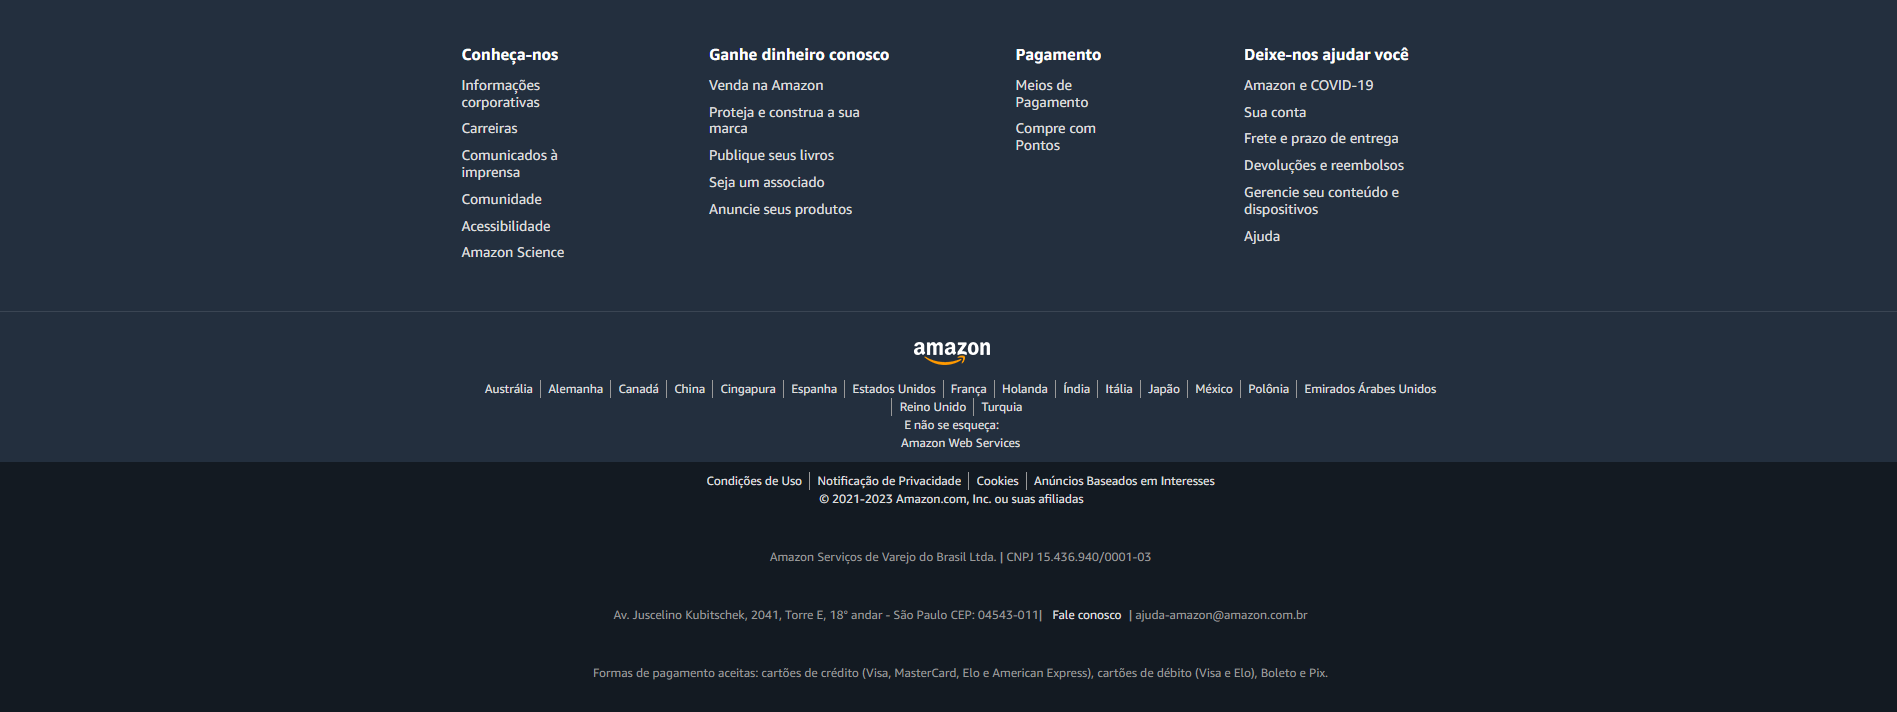 Conheça-nos
Informações
corporativas
Carreiras
Comunicados à
imprensa
Comunidade
Acessibilidade
Amazon Science
Ganhe dinheiro conosco
Venda na Amazon
Proteja e construa a sua
marca
Publique seus livros
Seja um associado
Anuncie seus produtos
Pagamento
Meios de
Pagamento
Compre com
Pontos
Deixe-nos ajudar você
Amazon e COVID-19
Sua conta
Frete e prazo de entrega
Devoluções e reembolsos
Gerencie seu conteúdo e
dispositivos
Ajuda
amazon
Austrália | Alemanha | Canadá | China | Cingapura | Espanha | Estados Unidos | França | Holanda | Índia | Itália | Japão | México | Polônia | Emirados Árabes Unidos
| Reino Unido | Turquia
E não se esqueça:
Amazon Web Services
Condições de Uso | Notificação de Privacidade | Cookies | Anúncios Baseados em Interesses
© 2021-2023 Amazon.com, Inc. ou suas afiliadas
Amazon Serviços de Varejo do Brasil Ltda. | CNPJ 15.436.940/0001-03
Av. Juscelino Kubitschek, 2041, Torre E, 18° andar - São Paulo CEP: 04543-011| Fale conosco | ajuda-amazon@amazon.com.br
Formas de pagamento aceitas: cartões de crédito (Visa, MasterCard, Elo e American Express), cartões de débito (Visa e Elo), Boleto e Pix.